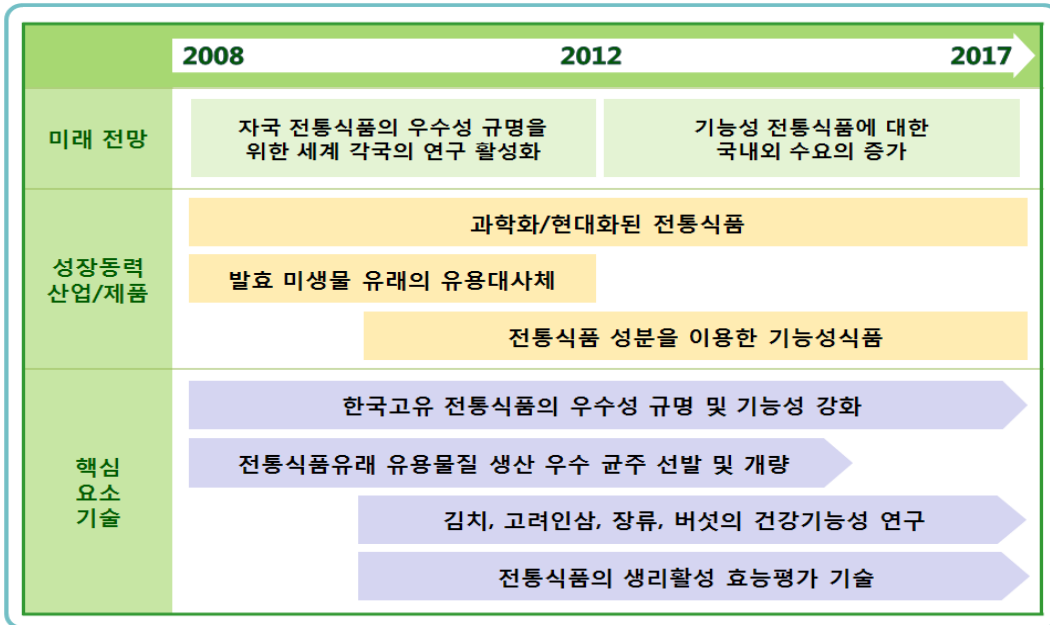 2008 2012 2017
미래 전망
자국 전통식품의 우수성 규명을
위한 세계 각국의 연구 활성화
기능성 전통식품에 대한
국내외 수요의 증가
성장동력
산업/제품
과학화/현대화된 전통식품
발효 미생물 유래의 유용대사체
전통식품 성분을 이용한 기능성식품
핵심
요소
기술
한국고유 전통식품의 우수성 규명 및 기능성 강화
전통식품유래 유용물질 생산 우수 균주 선발 및 개량
김치, 고려인삼, 장류, 버섯의 건강기능성 연구
전통식품의 생리활성 효능평가 기술